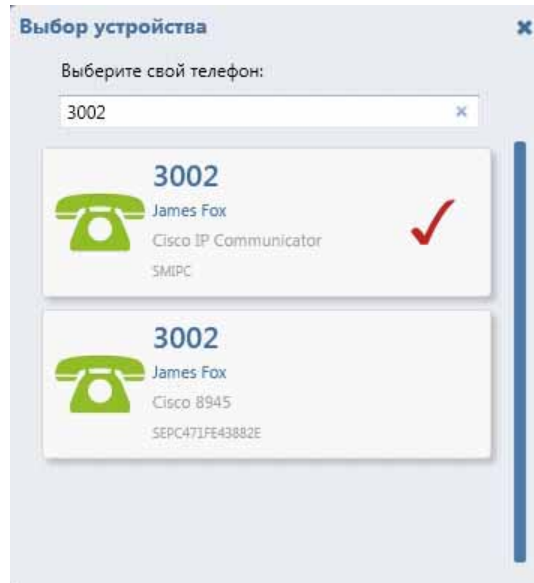 Выбор устройства
Выберите свой телефон:
3002
3002
James Fox
Cisco IP Communicator
SMIPC
3002
James Fox
Cisco 8945
SEPC471FE43882E